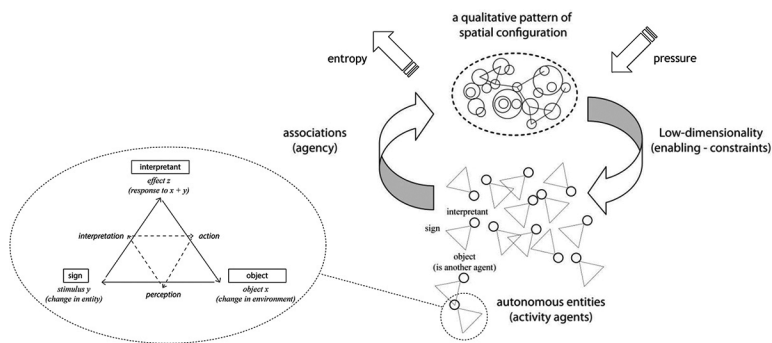 a qualitative pattern of
spatial configuration
entropy
pressure
associations
(agency)
Low-dimensionality
(enabling - constraints)
interpretant
effect z
(response to x + y)
interpretation
action
sign
stimulus y
(change in entity)
perception
object
object x
(change in environment)
interpretant
sign
object
(is another agent)
autonomous entities
(activity agents)